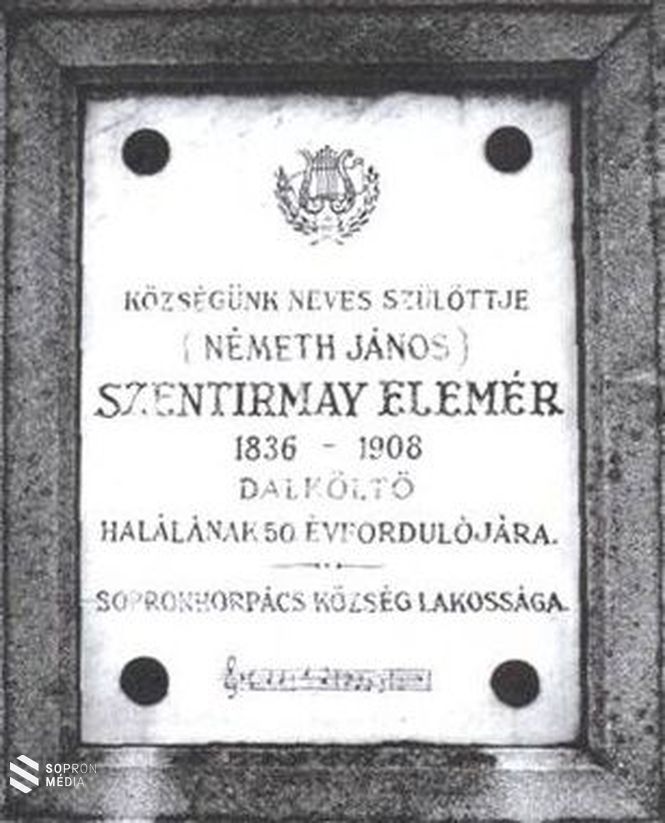 KÖZSÉGÜNK NEVES SZÜLÖTTJE
(NÉMETH JÁNOS)
SZENTIRMAY ELEMÉR
1836 - 1908
DALKÖLTŐ
HALÁLÁNAK 50. ÉVFORDULÓJÁRA.
SOPRONHORPÁCS KÖZSÉG LAKOSSÁGA.
SOPRON
MÉDIA